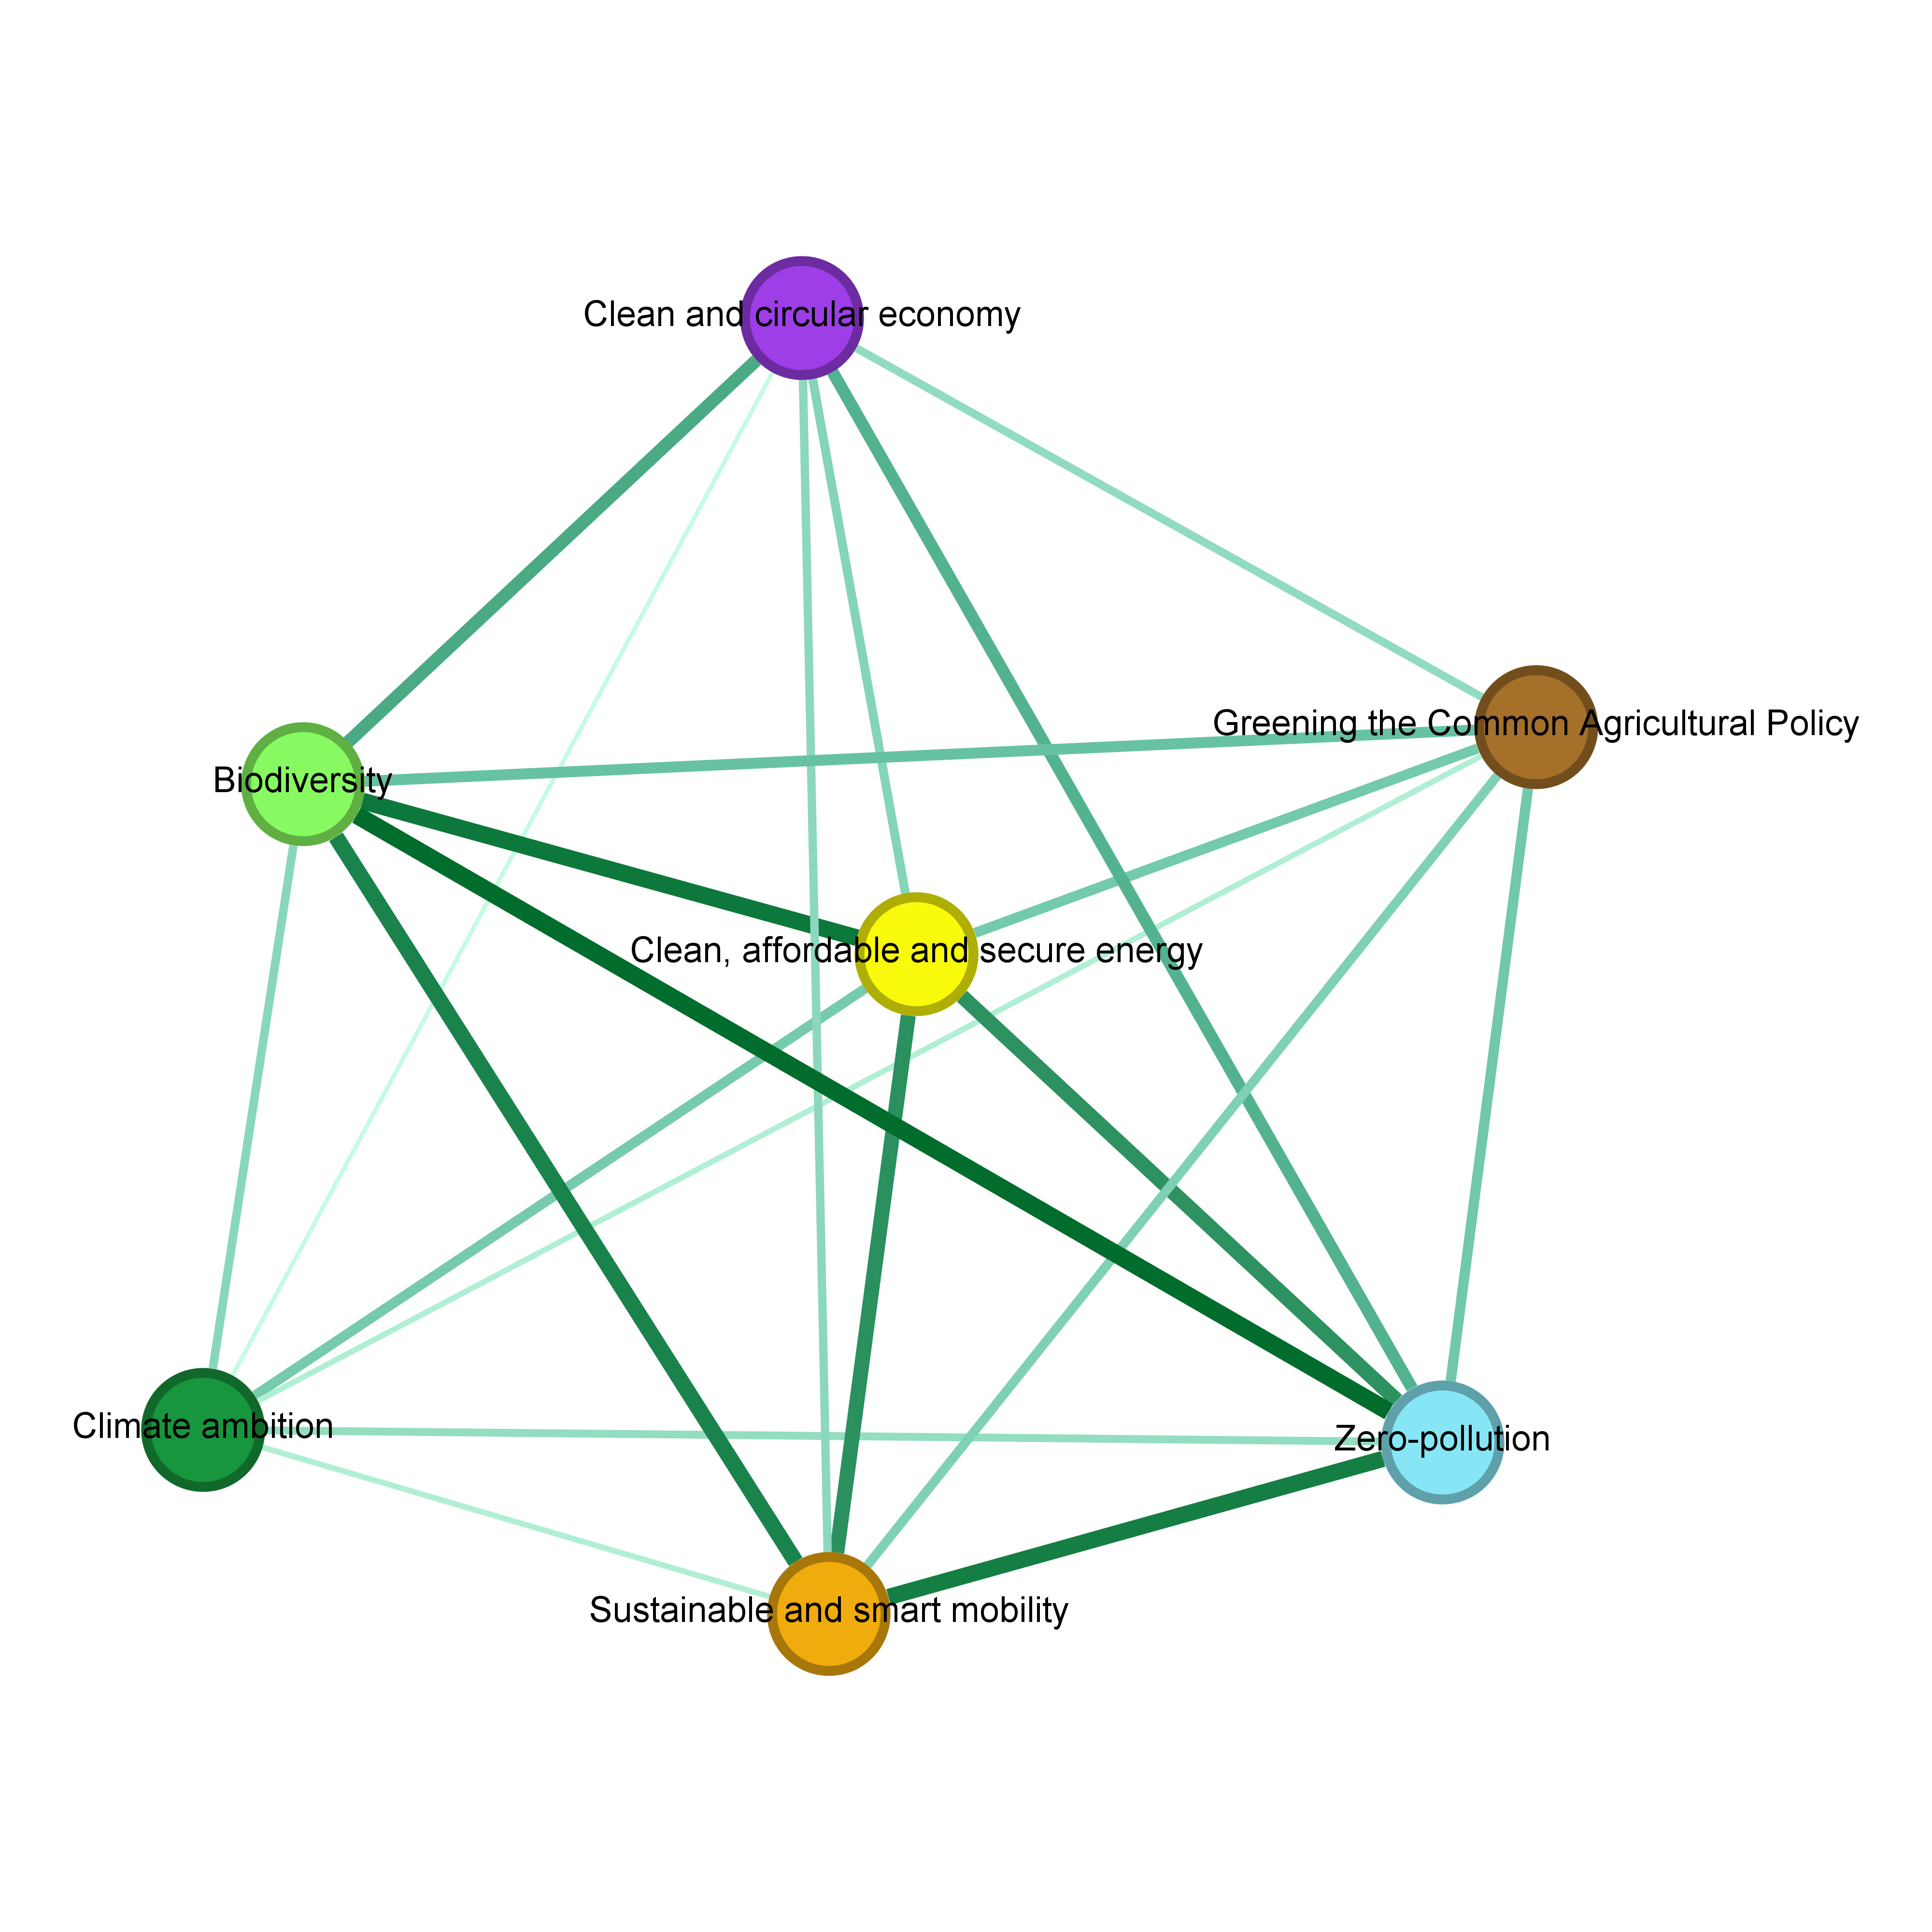 Clean and circular economy
Greening the Common Agricultural Policy
Biodiversity
Clean, affordable and secure energy
Climate ambition
Zero-pollution
Sustainable and smart mobility